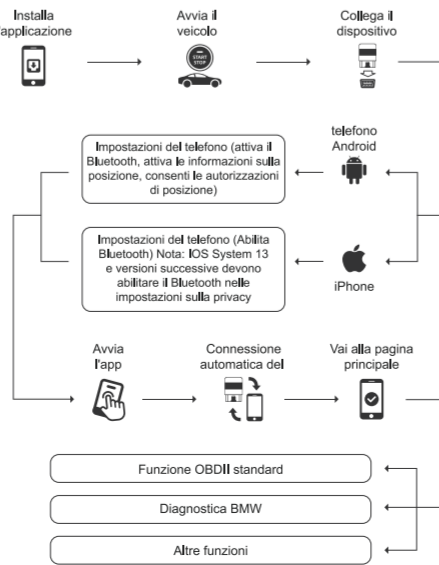 Installa
l'applicazione
Avvia il
veicolo
Collega il
dispositivo
START
STOP
telefono
Android
Impostazioni del telefono (attiva il
Bluetooth, attiva le informazioni sulla
posizione, consenti le autorizzazioni
di posizione)
Impostazioni del telefono (Abilita
Bluetooth) Nota: IOS System 13
e versioni successive devono
abilitare il Bluetooth nelle
impostazioni sulla privacy
iPhone
Avvia
l'app
Connessione
automatica del
Vai alla pagina
principale
Funzione OBDII standard
Diagnostica BMW
Altre funzioni